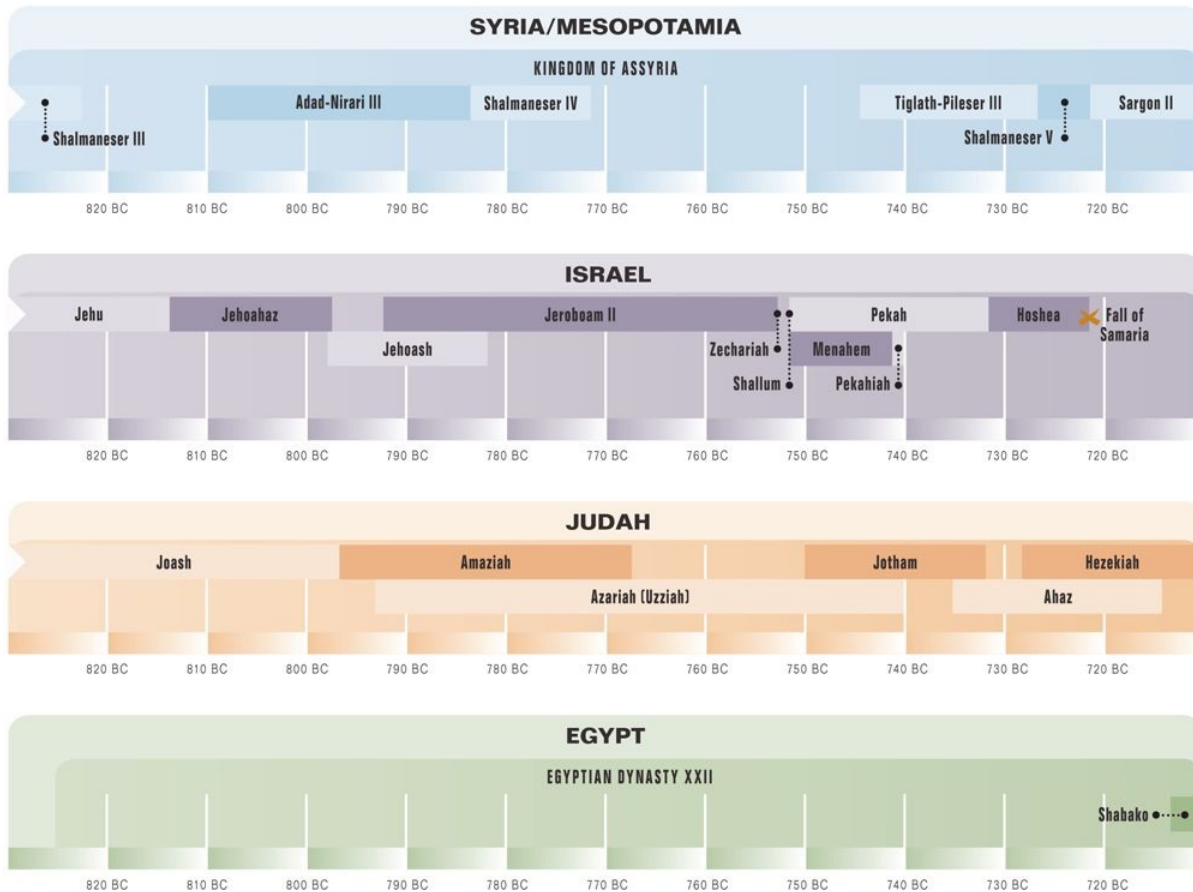 SYRIA/MESOPOTAMIA
KINGDOM OF ASSYRIA
Adad-Nirari III
Shalmaneser IV
Tiglath-Pileser III
Sargon II
Shalmaneser III
Shalmaneser V
820 BC 810 BC 800 BC 790 BC 780 BC 770 BC 760 BC 750 BC 740 BC 730 BC 720 BC
ISRAEL
Jehu
Jehoahaz
Jeroboam II
Pekah
Hoshea
Fall of
Samaria
Jehoash
Zechariah
Menahem
Shallum
Pekahiah
820 BC 810 BC 800 BC 790 BC 780 BC 770 BC 760 BC 750 BC 740 BC 730 BC 720 BC
JUDAH
Joash
Amaziah
Jotham
Hezekiah
Azariah (Uzziah)
Ahaz
820 BC 810 BC 800 BC 790 BC 780 BC 770 BC 760 BC 750 BC 740 BC 730 BC 720 BC
EGYPT
EGYPTIAN DYNASTY XXII
Shabako
820 BC 810 BC 800 BC 790 BC 780 BC 770 BC 760 BC 750 BC 740 BC 730 BC 720 BC